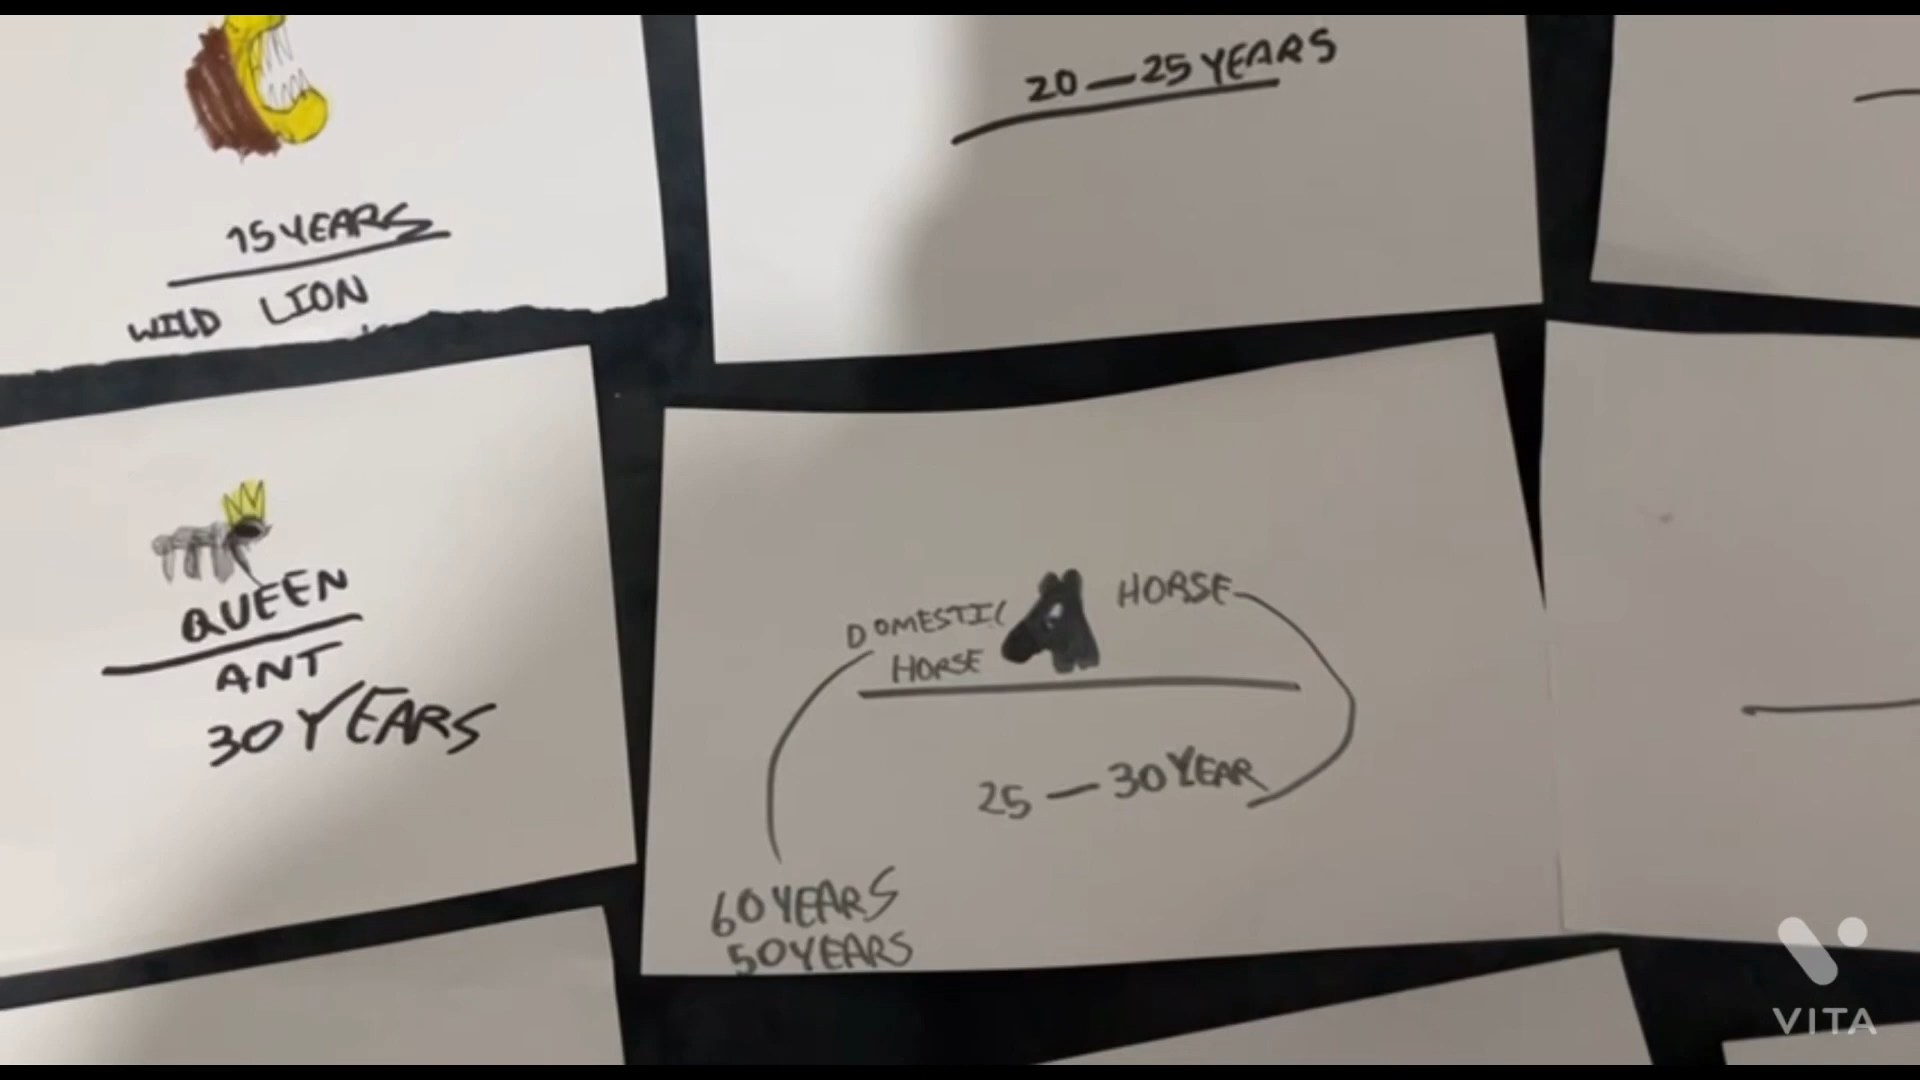 15 YEARS
WILD LION
20—25 YEARS
QUEEN
ANT
30 YEARS
DOMESTIC
HORSE
HORSE
25 — 30 YEAR
60 YEARS
50 YEARS
VITA